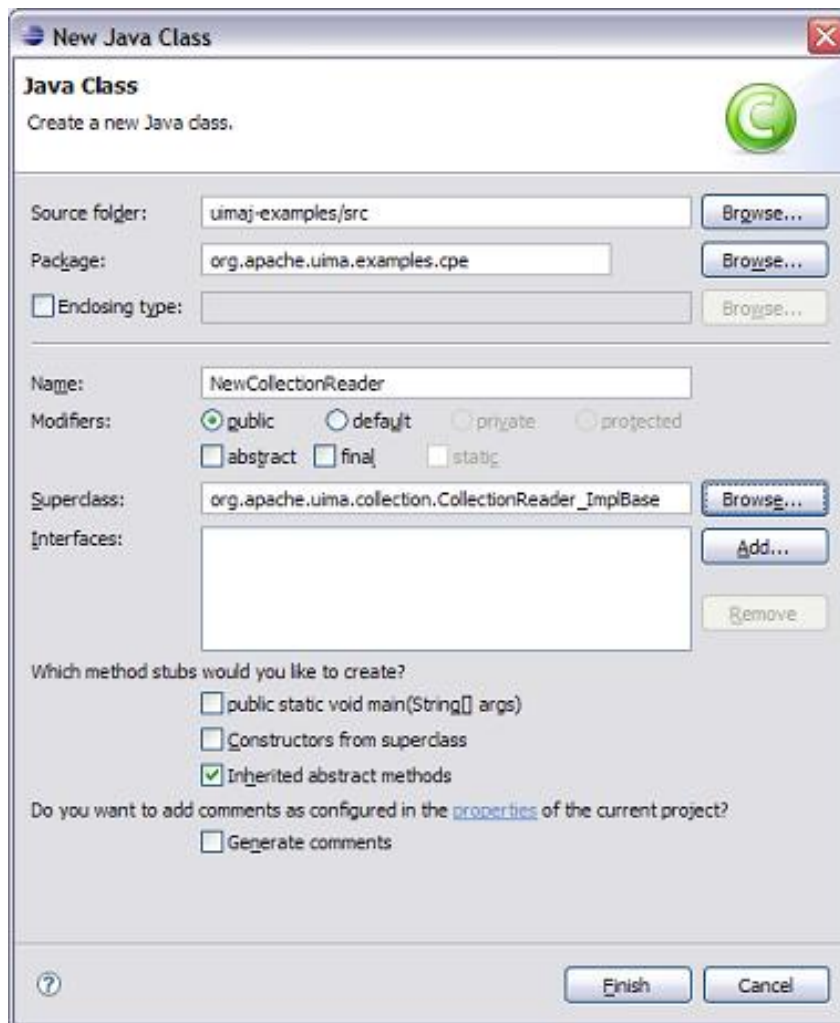 New Java Class
Java Class
Create a new Java class.
C
Source folder: uimaj-examples/src Browse...
Package: org.apache.uima.examples.cpe Browse...
Enclosing type: Browse...
Name: NewCollectionReader
Modifiers: public default private protected
abstract final static
Superclass: org.apache.uima.collection.CollectionReader_ImplBase Browse...
Interfaces: Add...
Remove
Which method stubs would you like to create?
public static void main(String[] args)
Constructors from superclass
Inherited abstract methods
Do you want to add comments as configured in the properties of the current project?
Generate comments
? Finish Cancel